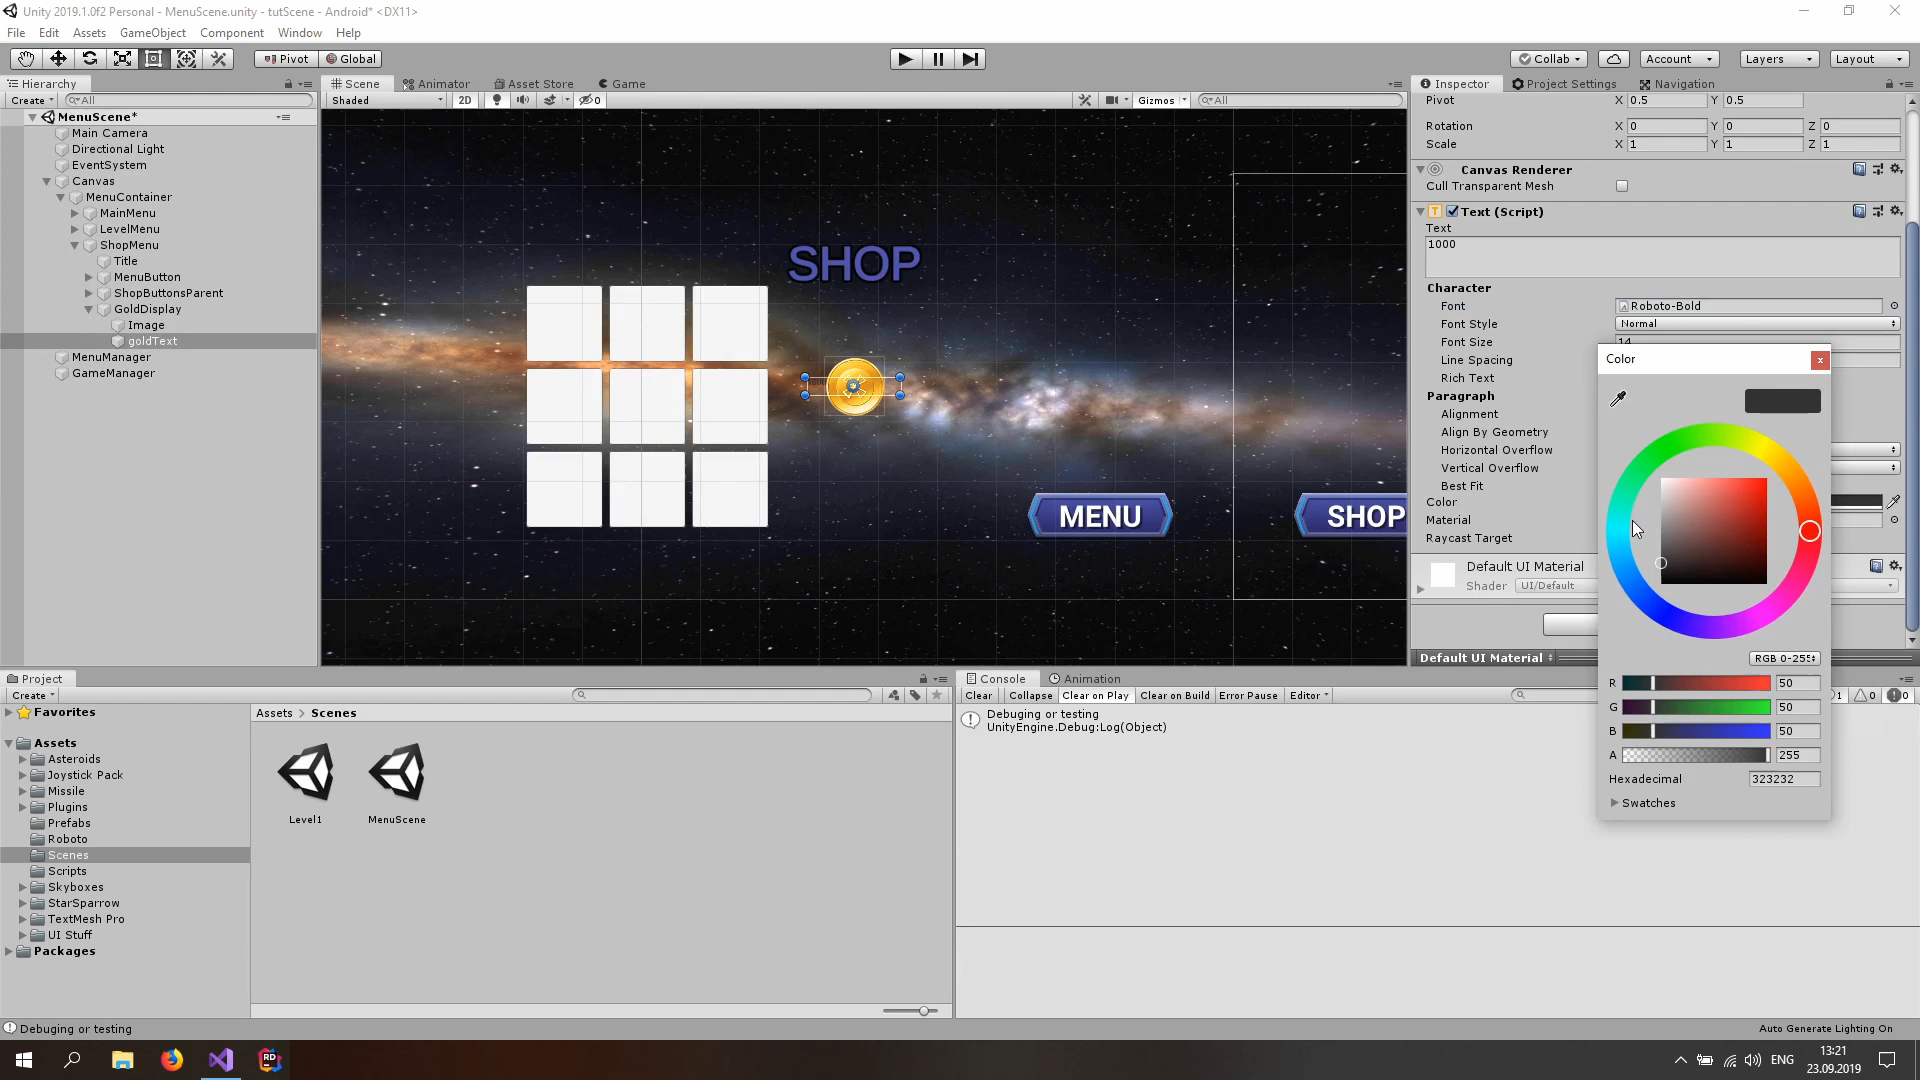 Unity 2019.1.0f2 Personal - MenuScene.unity - tutScene - Android* <DX11>
File Edit Assets GameObject Component Window Help
Pivot Global Collab Account Layers Layout
Hierarchy
Create All
MenuScene*
Main Camera
Directional Light
EventSystem
Canvas
MenuContainer
MainMenu
LevelMenu
ShopMenu
Title
MenuButton
ShopButtonsParent
GoldDisplay
Image
goldText
MenuManager
GameManager
Scene Animator Asset Store Game
Shaded 2D 0 Gizmos All
SHOP
MENU
SHOP
Inspector Project Settings Navigation
Pivot X 0.5 Y 0.5
Rotation X 0 Y 0 Z 0
Scale X 1 Y 1 Z 1
Canvas Renderer
Cull Transparent Mesh
Text (Script)
Text
1000
Character
Font Roboto-Bold
Font Style Normal
Font Size 14
Line Spacing
Rich Text
Paragraph
Alignment
Align By Geometry
Horizontal Overflow
Vertical Overflow
Best Fit
Color
Material
Raycast Target
Default UI Material
Shader UI/Default
Default UI Material
Color
RGB 0-255
R 50
G 50
B 50
A 255
Hexadecimal 323232
Swatches
Project
Create
Favorites
Assets
Asteroids
Joystick Pack
Missile
Plugins
Prefabs
Roboto
Scenes
Scripts
Skyboxes
StarSparrow
TextMesh Pro
UI Stuff
Packages
Assets > Scenes
Level1
MenuScene
Console Animation
Clear Collapse Clear on Play Clear on Build Error Pause Editor 1 0 0
Debuging or testing
UnityEngine.Debug:Log(Object)
Debuging or testing
Auto Generate Lighting On
RD
ENG
13:21
23.09.2019